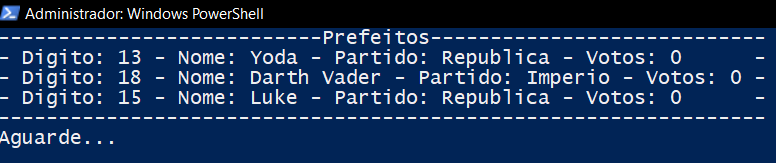 Administrador: Windows PowerShell
----------------------------Prefeitos-----------------------------
- Digito: 13 - Nome: Yoda - Partido: Republica - Votos: 0      -
- Digito: 18 - Nome: Darth Vader - Partido: Imperio - Votos: 0 -
- Digito: 15 - Nome: Luke - Partido: Republica - Votos: 0      -
------------------------------------------------------------------
Aguarde...